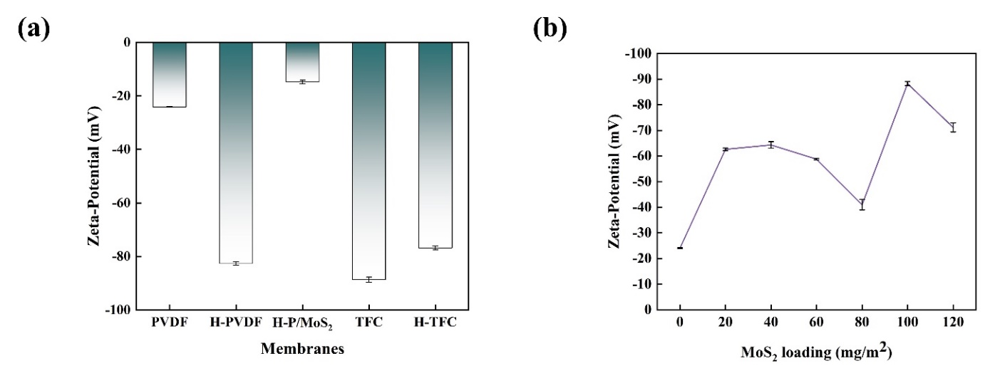 (a)
Zeta-Potential (mV)
0
-20
-40
-60
-80
-100
PVDF H-PVDF H-P/MoS₂ TFC H-TFC
Membranes
(b)
Zeta-Potential (mV)
-100
-90
-80
-70
-60
-50
-40
-30
-20
-10
0
0 20 40 60 80 100 120
MoS₂ loading (mg/m²)